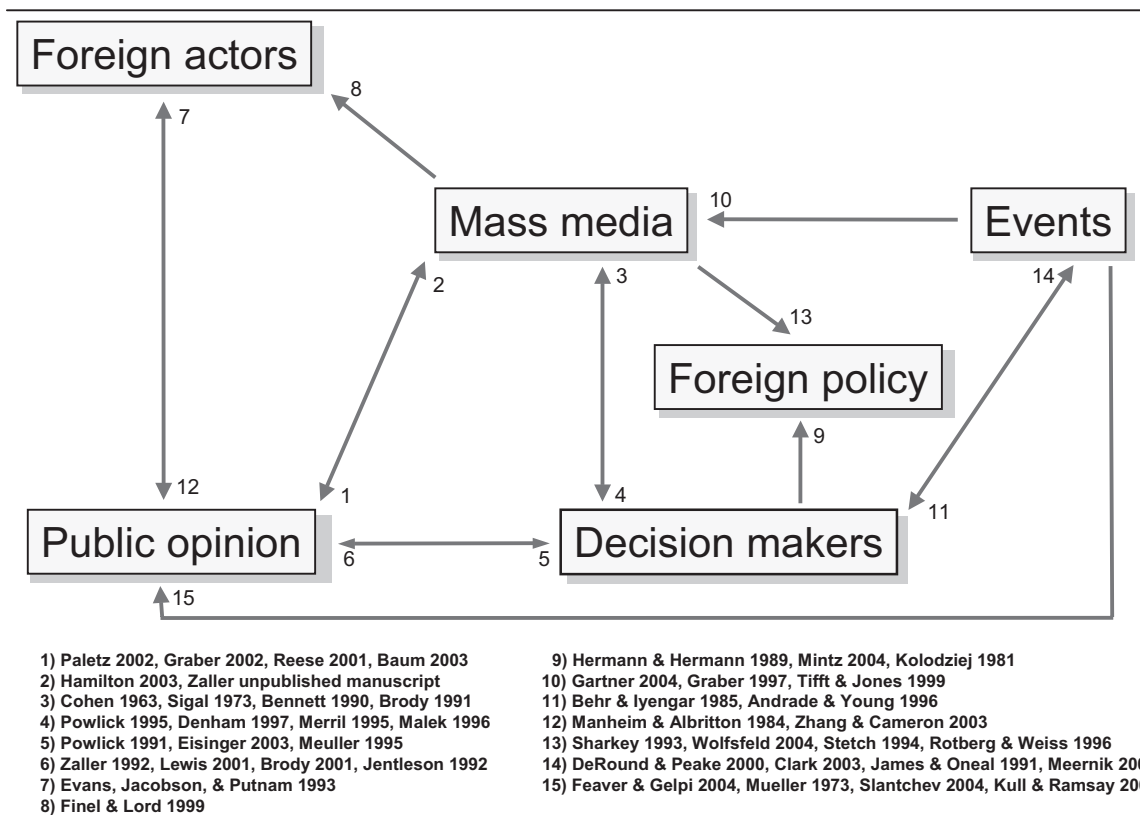 Foreign actors
7
8
Mass media
10
Events
2
3
13
14
Foreign policy
9
12
1
4
11
Public opinion
6
5
Decision makers
15
1) Paletz 2002, Graber 2002, Reese 2001, Baum 2003
2) Hamilton 2003, Zaller unpublished manuscript
3) Cohen 1963, Sigal 1973, Bennett 1990, Brody 1991
4) Powlick 1995, Denham 1997, Merril 1995, Malek 1996
5) Powlick 1991, Eisinger 2003, Meuller 1995
6) Zaller 1992, Lewis 2001, Brody 2001, Jentleson 1992
7) Evans, Jacobson, & Putnam 1993
8) Finel & Lord 1999
9) Hermann & Hermann 1989, Mintz 2004, Kolodziej 1981
10) Gartner 2004, Graber 1997, Tifft & Jones 1999
11) Behr & Iyengar 1985, Andrade & Young 1996
12) Manheim & Albritton 1984, Zhang & Cameron 2003
13) Sharkey 1993, Wolfsfeld 2004, Stetch 1994, Rotberg & Weiss 1996
14) DeRound & Peake 2000, Clark 2003, James & Oneal 1991, Meernik
15) Feaver & Gelpi 2004, Mueller 1973, Slantchev 2004, Kull & Ramsay